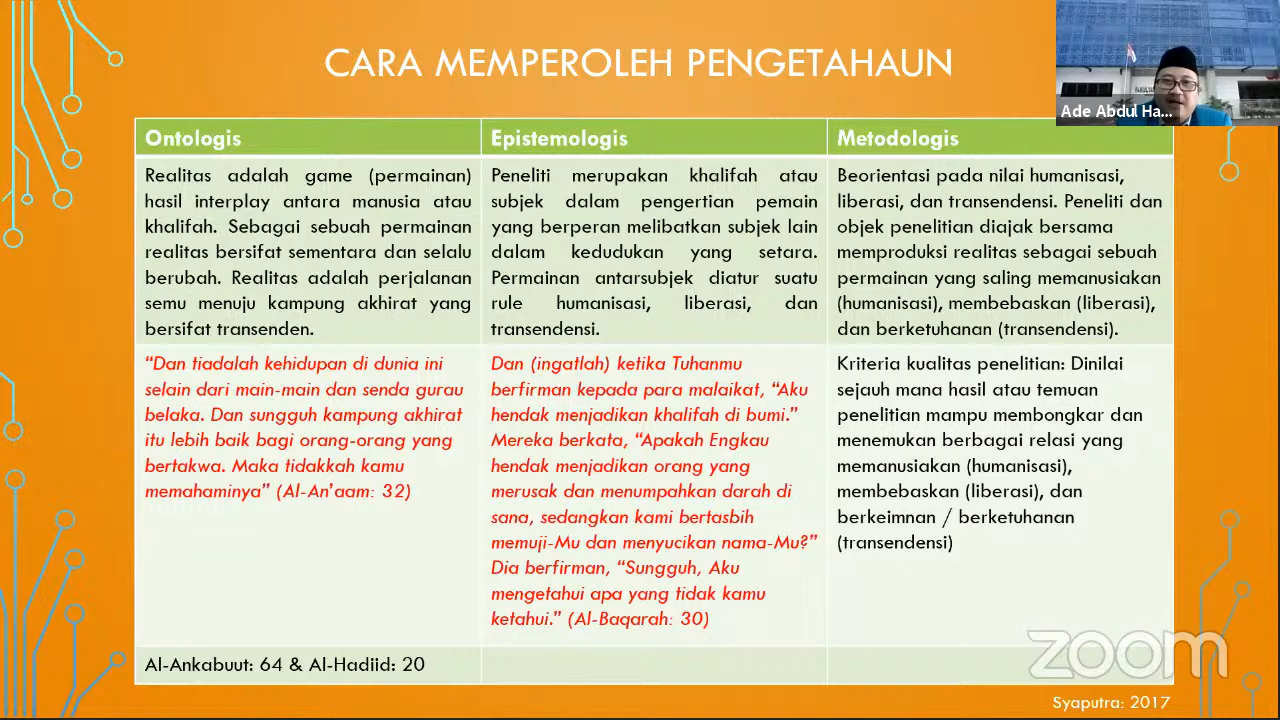 CARA MEMPEROLEH PENGETAHAUN
Ade Abdul Ha...
Ontologis
Epistemologis
Metodologis
Realitas adalah game (permainan)
hasil interplay antara manusia atau
khalifah. Sebagai sebuah permainan
realitas bersifat sementara dan selalu
berubah. Realitas adalah perjalanan
semu menuju kampung akhirat yang
bersifat transenden.
Peneliti merupakan khalifah atau
subjek dalam pengertian pemain
yang berperan melibatkan subjek lain
dalam kedudukan yang setara.
Permainan antarsubjek diatur suatu
rule humanisasi, liberasi, dan
transendensi.
Beorientasi pada nilai humanisasi,
liberasi, dan transendensi. Peneliti dan
objek penelitian diajak bersama
memproduksi realitas sebagai sebuah
permainan yang saling memanusiakan
(humanisasi), membebaskan (liberasi),
dan berketuhanan (transendensi).
“Dan tiadalah kehidupan di dunia ini
selain dari main-main dan senda gurau
belaka. Dan sungguh kampung akhirat
itu lebih baik bagi orang-orang yang
bertakwa. Maka tidakkah kamu
memahaminya” (Al-An’aam: 32)
Dan (ingatlah) ketika Tuhanmu
berfirman kepada para malaikat, “Aku
hendak menjadikan khalifah di bumi.”
Mereka berkata, “Apakah Engkau
hendak menjadikan orang yang
merusak dan menumpahkan darah di
sana, sedangkan kami bertasbih
memuji-Mu dan menyucikan nama-Mu?”
Dia berfirman, “Sungguh, Aku
mengetahui apa yang tidak kamu
ketahui.” (Al-Baqarah: 30)
Kriteria kualitas penelitian: Dinilai
sejauh mana hasil atau temuan
penelitian mampu membongkar dan
menemukan berbagai relasi yang
memanusiakan (humanisasi),
membebaskan (liberasi), dan
berkeimnan / berketuhanan
(transendensi)
Al-Ankabuut: 64 & Al-Hadiid: 20
zoom
Syaputra: 2017